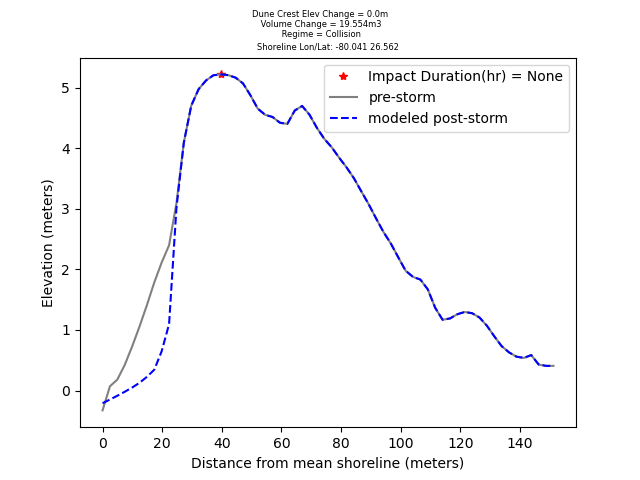 Dune Crest Elev Change = 0.0m
Volume Change = 19.554m3
Regime = Collision
Shoreline Lon/Lat: -80.041 26.562
Impact Duration(hr) = None
pre-storm
modeled post-storm
Elevation (meters)
5
4
3
2
1
0
0 20 40 60 80 100 120 140
Distance from mean shoreline (meters)